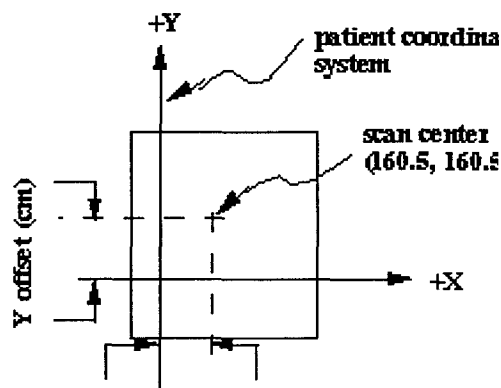 +Y
patient coordina
system
scan center
(160.5, 160.5
Y offset (cm)
+X